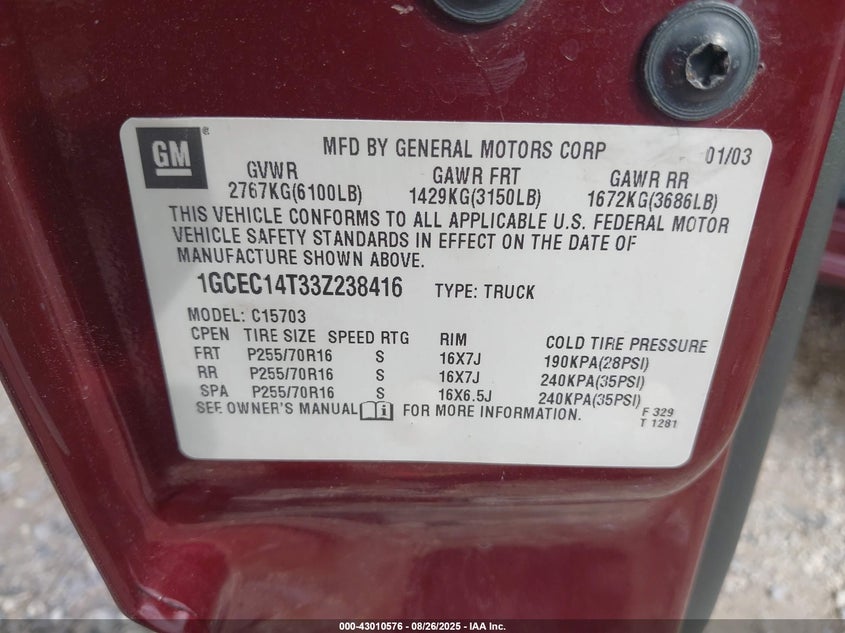 GM
MFD BY GENERAL MOTORS CORP 01/03
GVWR GAWR FRT GAWR RR
2767KG(6100LB) 1429KG(3150LB) 1672KG(3686LB)
THIS VEHICLE CONFORMS TO ALL APPLICABLE U.S. FEDERAL MOTOR
VEHICLE SAFETY STANDARDS IN EFFECT ON THE DATE OF
MANUFACTURE SHOWN ABOVE.
1GCEC14T33Z238416 TYPE: TRUCK
MODEL: C15703
CPEN TIRE SIZE SPEED RTG RIM COLD TIRE PRESSURE
FRT P255/70R16 S 16X7J 190KPA(28PSI)
RR P255/70R16 S 16X7J 240KPA(35PSI)
SPA P255/70R16 S 16X6.5J 240KPA(35PSI)
SEE OWNER'S MANUAL FOR MORE INFORMATION.
F 329
T 1281
000-43010576 - 08/26/2025 - IAA Inc.